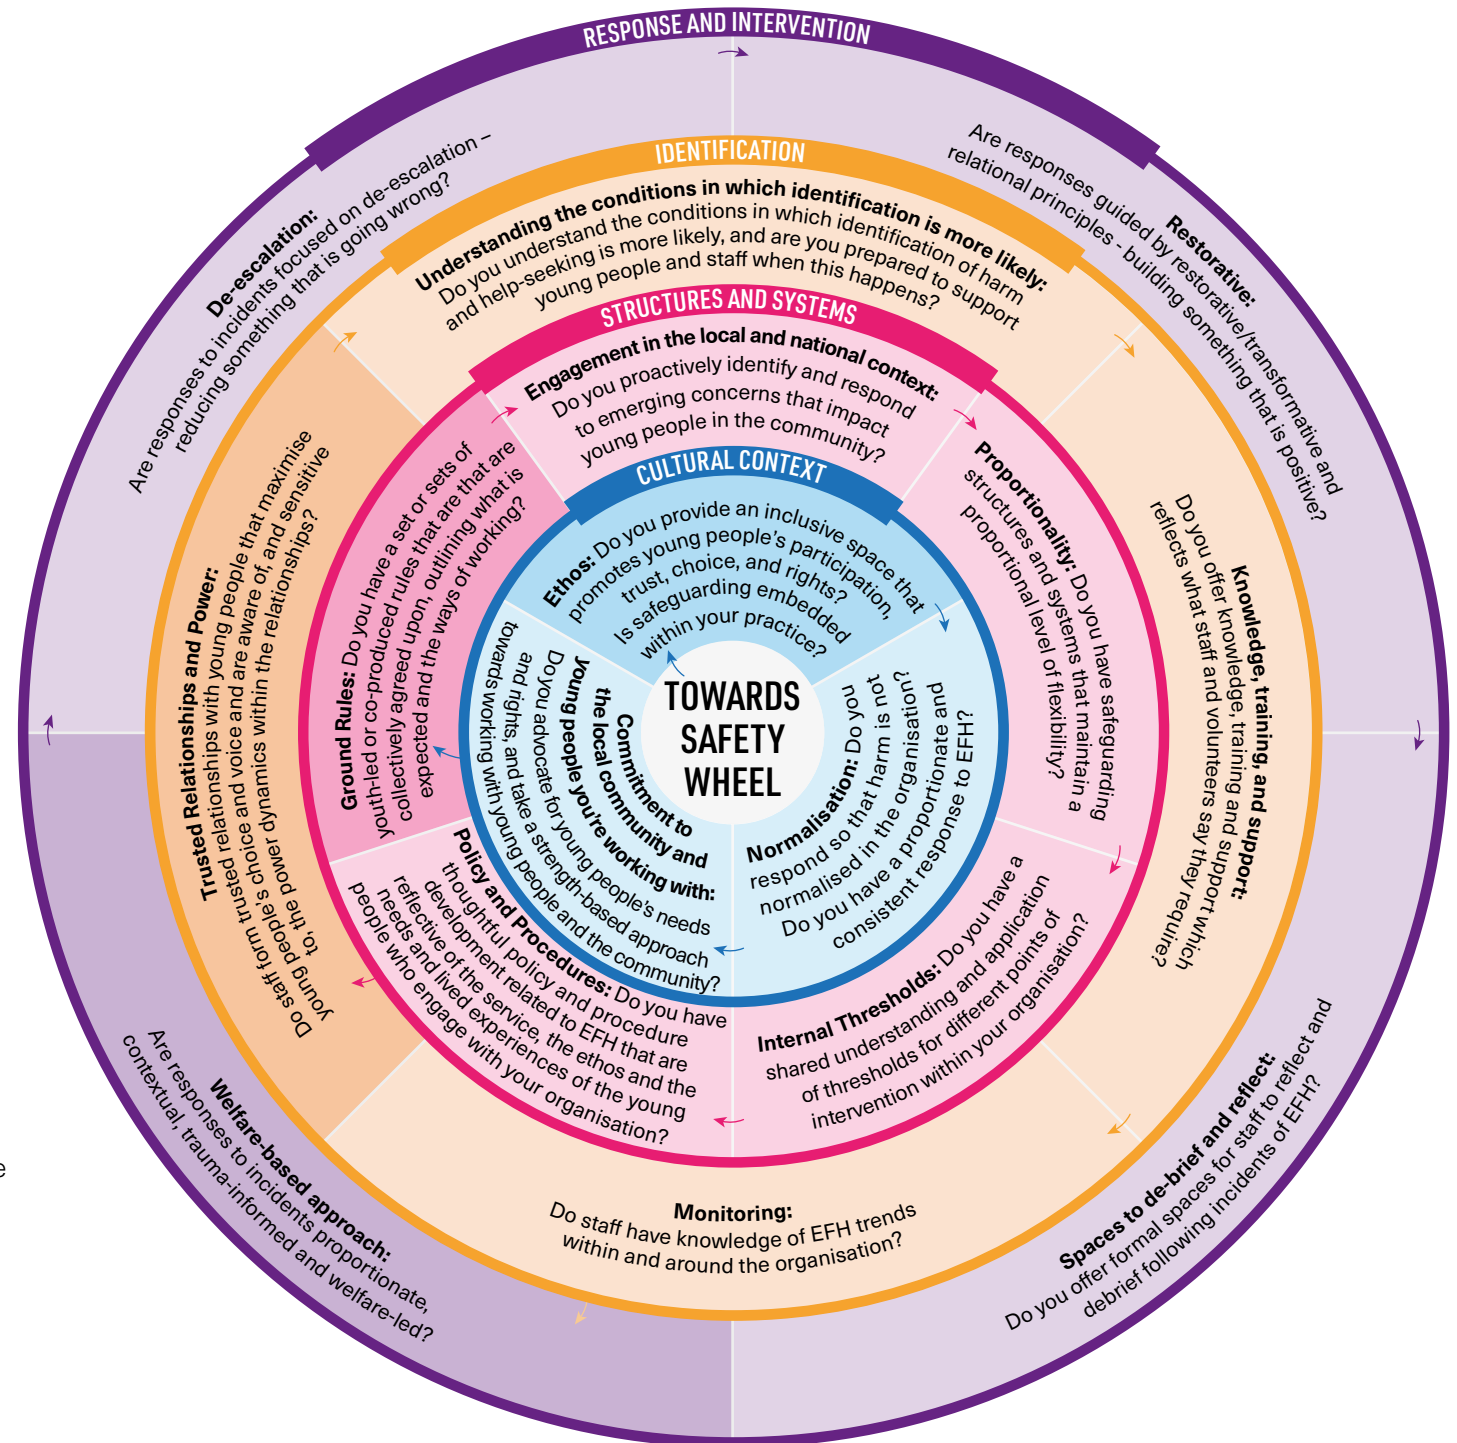 RESPONSE AND INTERVENTION
De-escalation:
Are responses to incidents focused on de-escalation –
reducing something that is going wrong?
Restorative:
Are responses guided by restorative/transformative and
relational principles - building something that is positive?
Spaces to de-brief and reflect:
Do you offer formal spaces for staff to reflect and
debrief following incidents of EFH?
Welfare-based approach:
Are responses to incidents proportionate,
contextual, trauma-informed and welfare-led?
IDENTIFICATION
Understanding the conditions in which identification is more likely:
Do you understand the conditions in which identification of harm
and help-seeking is more likely, and are you prepared to support
young people and staff when this happens?
Knowledge, training, and support:
Do you offer knowledge, training and support which
reflects what staff and volunteers say they require?
Monitoring:
Do staff have knowledge of EFH trends
within and around the organisation?
Trusted Relationships and Power:
Do staff form trusted relationships with young people that maximise
young people's choice and voice and are aware of, and sensitive
to, the power dynamics within the relationships?
STRUCTURES AND SYSTEMS
Engagement in the local and national context:
Do you proactively identify and respond
to emerging concerns that impact
young people in the community?
Proportionality: Do you have safeguarding
structures and systems that maintain a
proportional level of flexibility?
Internal Thresholds: Do you have a
shared understanding and application
of thresholds for different points of
intervention within your organisation?
Policy and Procedures: Do you have
thoughtful policy and procedure
development related to EFH that are
reflective of the service, the ethos and the
needs and lived experiences of the young
people who engage with your organisation?
Ground Rules: Do you have a set or sets of
youth-led or co-produced rules that are that are
collectively agreed upon, outlining what is
expected and the ways of working?
CULTURAL CONTEXT
Ethos: Do you provide an inclusive space that
promotes young people's participation,
trust, choice, and rights?
Is safeguarding embedded
within your practice?
Normalisation: Do you
respond so that harm is not
normalised in the organisation?
Do you have a proportionate and
consistent response to EFH?
Commitment to
the local community and
young people you're working with:
Do you advocate for young people's needs
and rights, and take a strength-based approach
towards working with young people and the community?
TOWARDS
SAFETY
WHEEL
e